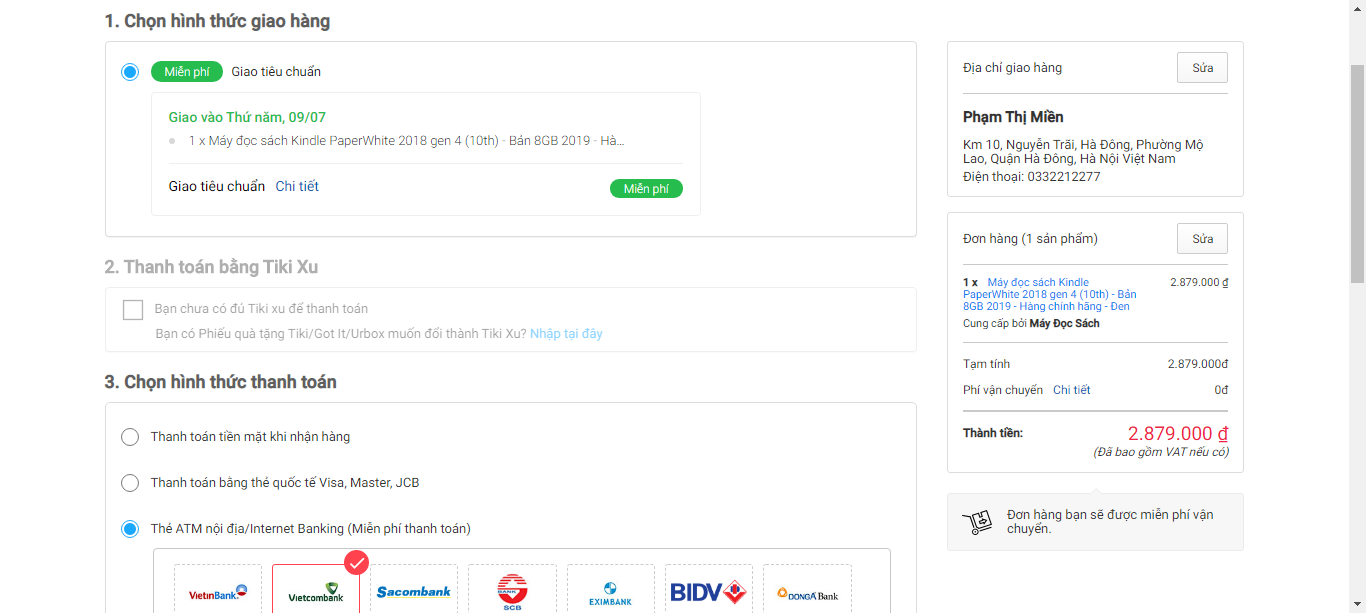 1. Chọn hình thức giao hàng
Miễn phí Giao tiêu chuẩn
Giao vào Thứ năm, 09/07
1 x Máy đọc sách Kindle PaperWhite 2018 gen 4 (10th) - Bản 8GB 2019 - Hà...
Giao tiêu chuẩn Chi tiết Miễn phí
2. Thanh toán bằng Tiki Xu
Bạn chưa có đủ Tiki xu để thanh toán
Bạn có Phiếu quà tặng Tiki/Got It/Urbox muốn đổi thành Tiki Xu? Nhập tại đây
3. Chọn hình thức thanh toán
Thanh toán tiền mặt khi nhận hàng
Thanh toán bằng thẻ quốc tế Visa, Master, JCB
Thẻ ATM nội địa/Internet Banking (Miễn phí thanh toán)
VietinBank
Vietcombank
Sacombank
BANK
SCB
EXIMBANK
BIDV
DONGA Bank
Địa chỉ giao hàng Sửa
Phạm Thị Miền
Km 10, Nguyễn Trãi, Hà Đông, Phường Mộ
Lao, Quận Hà Đông, Hà Nội Việt Nam
Điện thoại: 0332212277
Đơn hàng (1 sản phẩm) Sửa
1 x Máy đọc sách Kindle 2.879.000 ₫
PaperWhite 2018 gen 4 (10th) - Bản
8GB 2019 - Hàng chính hãng - Đen
Cung cấp bởi Máy Đọc Sách
Tạm tính 2.879.000đ
Phí vận chuyển Chi tiết 0đ
Thành tiền: 2.879.000 ₫
(Đã bao gồm VAT nếu có)
Đơn hàng bạn sẽ được miễn phí vận
chuyển.